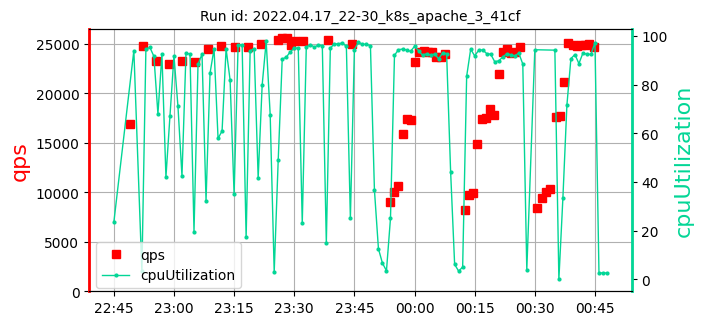 Run id: 2022.04.17_22-30_k8s_apache_3_41cf
25000
20000
15000
10000
5000
0
qps
100
80
60
40
20
0
cpuUtilization
qps
cpuUtilization
22:45 23:00 23:15 23:30 23:45 00:00 00:15 00:30 00:45